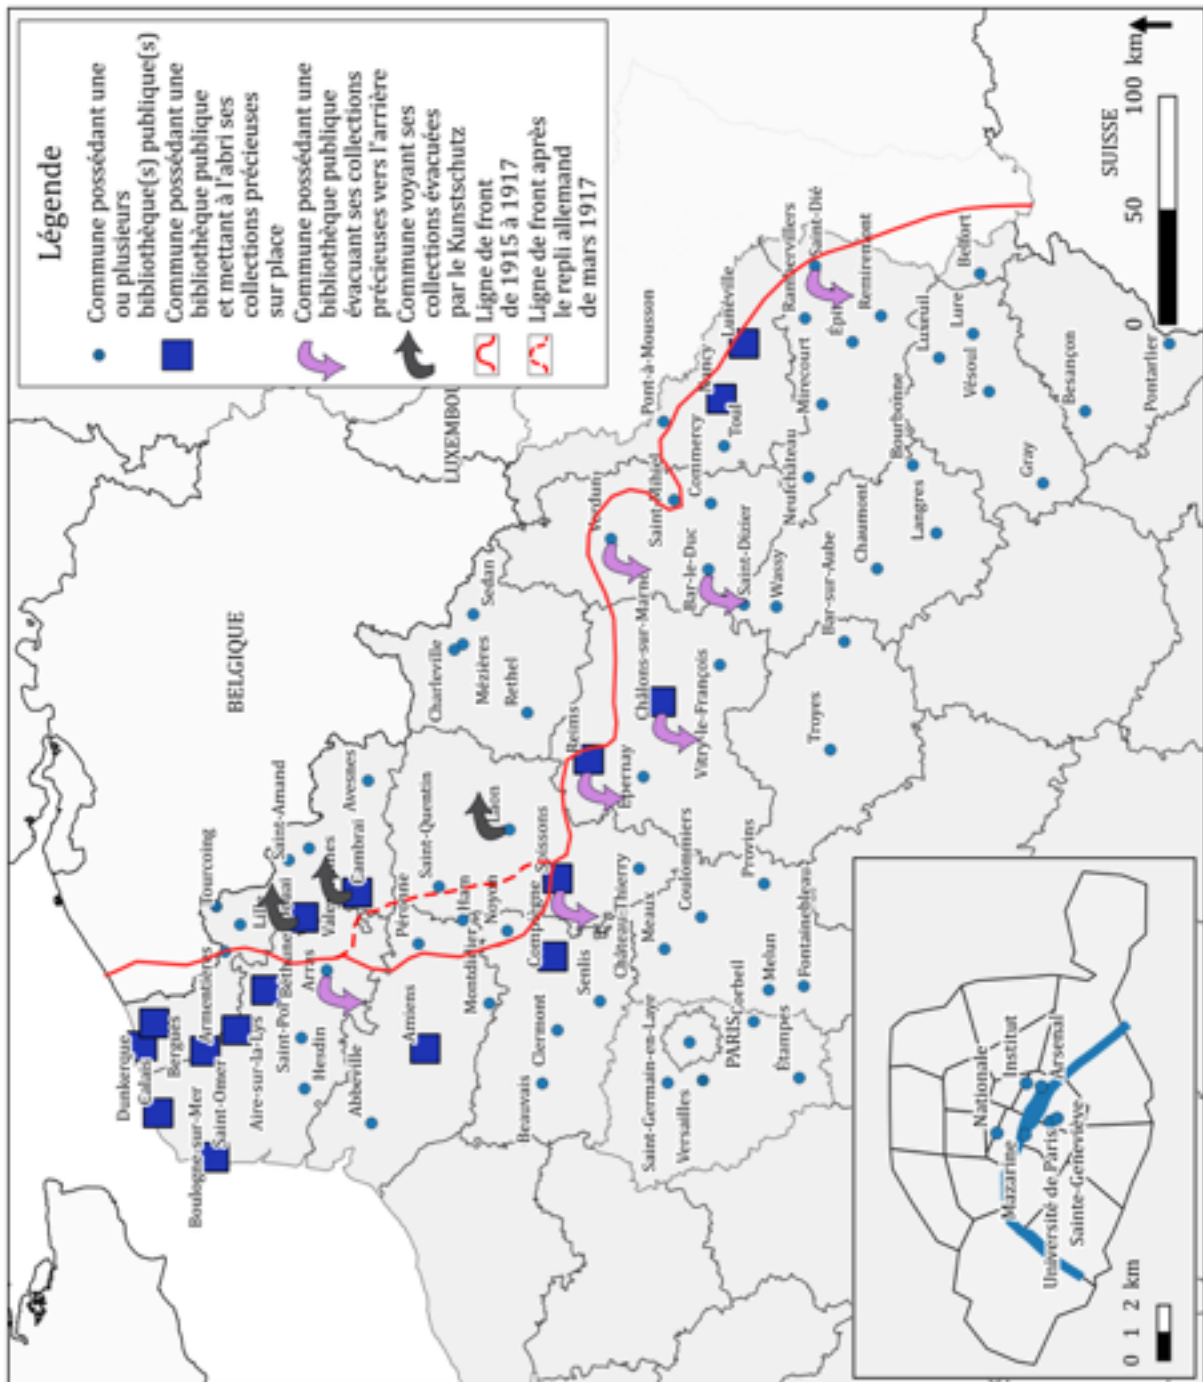 Légende
Commune possédant une
ou plusieurs
bibliothèque(s) publique(s)
Commune possédant une
bibliothèque publique
et mettant à l'abri ses
collections précieuses
sur place
Commune possédant une
bibliothèque publique
évacuant ses collections
précieuses vers l'arrière
Commune voyant ses
collections évacuées
par le Kunstschutz
Ligne de front
de 1915 à 1917
Ligne de front après
le repli allemand
de mars 1917
BELGIQUE
SUISSE
0 50 100 km
Dunkerque
Calais
Bergues
Boulogne-sur-Mer
Saint-Omer
Armentières
Aire-sur-la-Lys
Saint-Pol
Béthune
Hesdin
Arras
Abbeville
Amiens
Tourcoing
Saint-Amand
Cambrai
Avesnes
Péronne
Saint-Quentin
Ham
Noyon
Montdidier
Laon
Soissons
Compiègne
Senlis
Clermont
Beauvais
Charleville
Mézières
Sedan
Rethel
Reims
Epernay
Châlons-sur-Marne
Vitry-le-François
Château-Thierry
Meaux
Coulommiers
Provins
Saint-Germain-en-Laye
Versailles
PARIS
Corbeil
Melun
Fontainebleau
Étampes
Troyes
Bar-sur-Aube
Verdun
Saint-Mihiel
Commercy
Bar-le-Duc
Saint-Dizier
Wassy
Pont-à-Mousson
Nancy
Toul
Lunéville
Neufchâteau
Mirecourt
Rambervillers
Saint-Dié
Remiremont
Chaumont
Langres
Bourbonne
Luxeuil
Lure
Belfort
Vésoul
Gray
Besançon
Pontarlier
Nationale
Institut
Arsenal
Mazarine
Université de Paris
Sainte-Geneviève
0 1 2 km